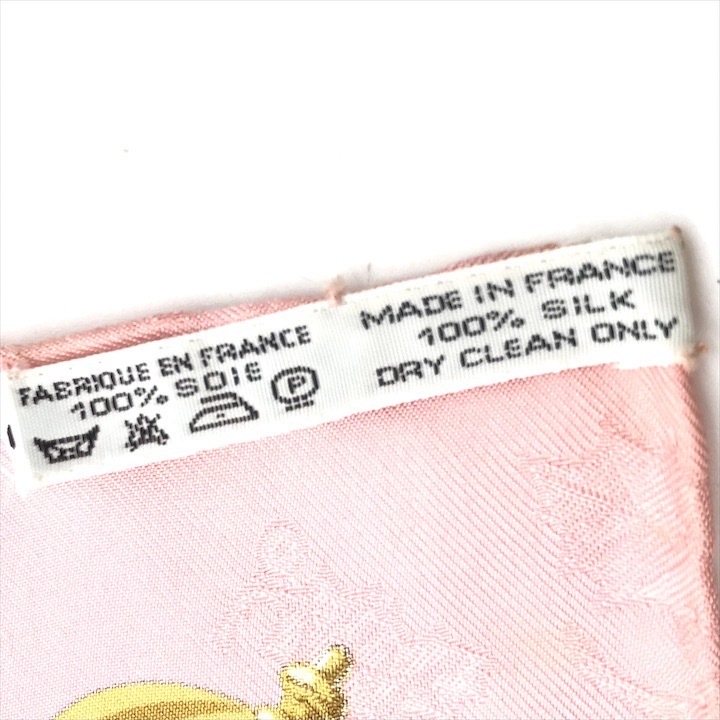 FABRIQUE EN FRANCE
100% SOIE
P
MADE IN FRANCE
100% SILK
DRY CLEAN ONLY